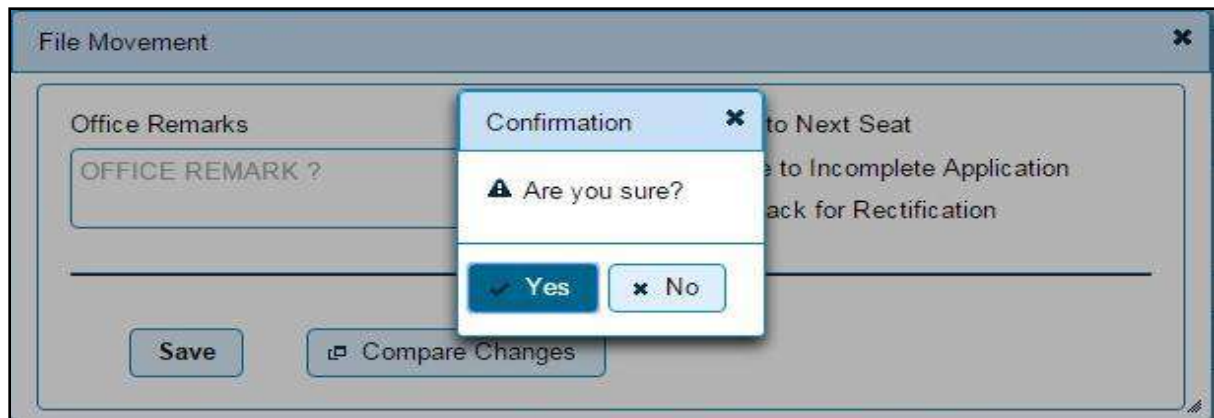 File Movement
Office Remarks
OFFICE REMARK ?
Confirmation
Are you sure?
Yes
No
to Next Seat
to Incomplete Application
for Rectification
Save
Compare Changes